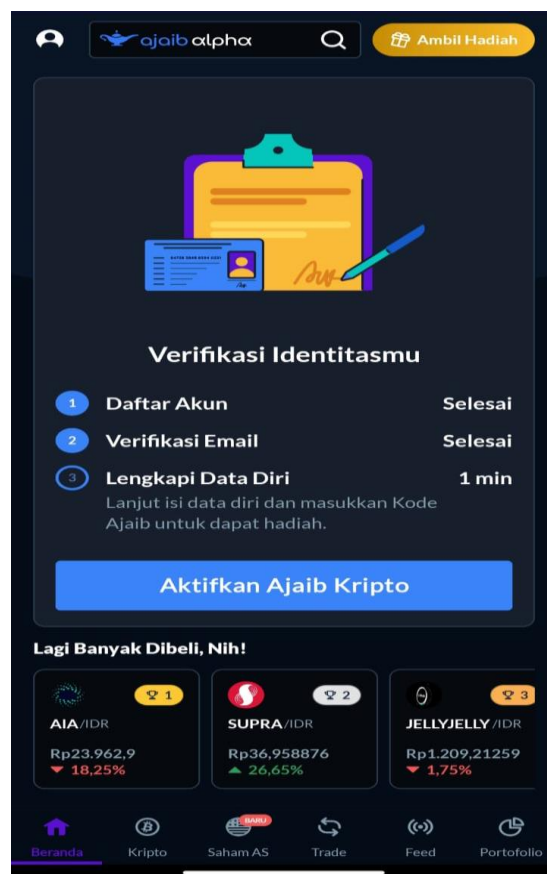 ajaib alpha
Ambil Hadiah
Verifikasi Identitasmu
1 Daftar Akun Selesai
2 Verifikasi Email Selesai
3 Lengkapi Data Diri 1 min
Lanjut isi data diri dan masukkan Kode
Ajaib untuk dapat hadiah.
Aktifkan Ajaib Kripto
Lagi Banyak Dibeli, Nih!
1
AIA/IDR
Rp23.962,9
▼ 18,25%
2
SUPRA/IDR
Rp36,958876
▲ 26,65%
3
JELLYJELLY/IDR
Rp1.209,21259
▼ 1,75%
BARU
Beranda Kripto Saham AS Trade Feed Portofolio